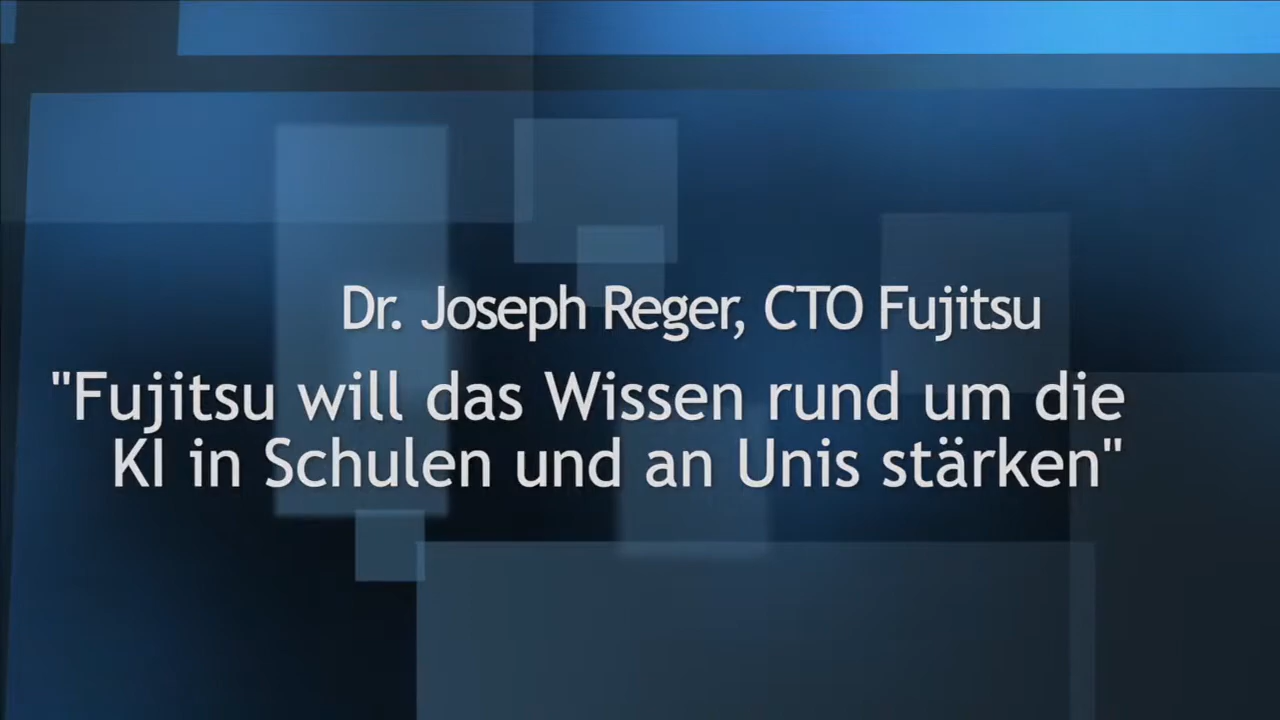 Dr. Joseph Reger, CTO Fujitsu
"Fujitsu will das Wissen rund um die
KI in Schulen und an Unis stärken"